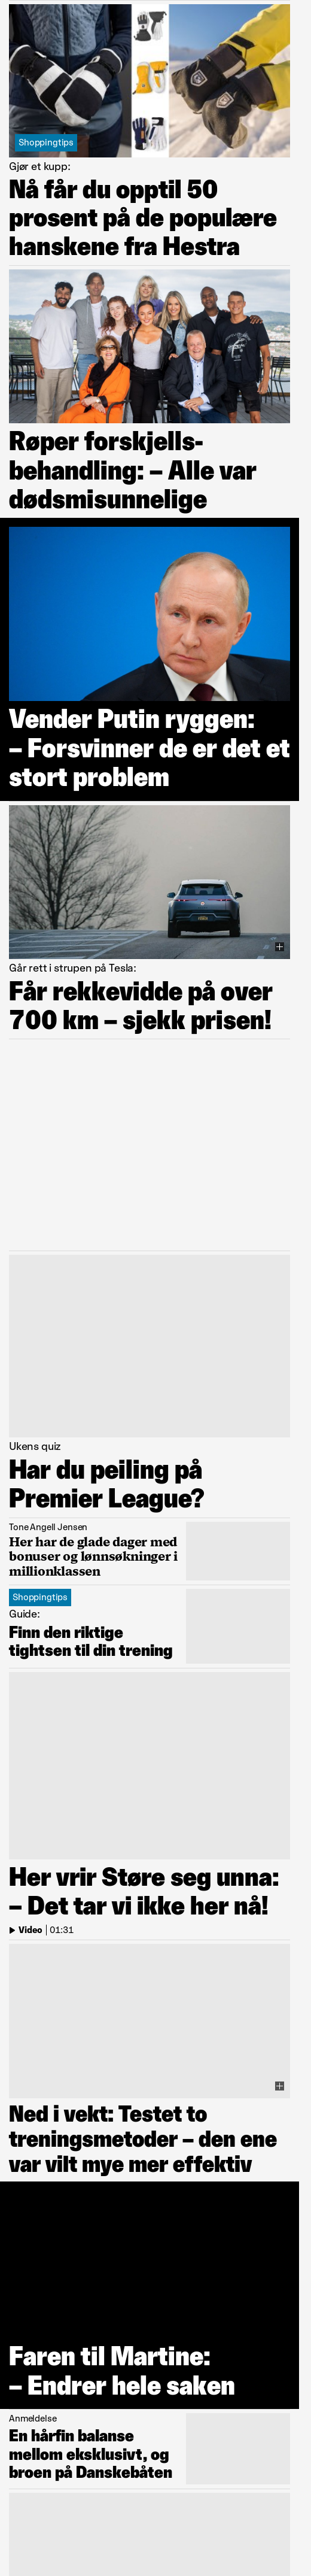 Shoppingtips
Gjør et kupp:
Nå får du opptil 50
prosent på de populære
hanskene fra Hestra
Røper forskjells-
behandling: – Alle var
dødsmisunnelige
Vender Putin ryggen:
– Forsvinner de er det et
stort problem
Går rett i strupen på Tesla:
Får rekkevidde på over
700 km – sjekk prisen!
Ukens quiz
Har du peiling på
Premier League?
Tone Angell Jensen
Her har de glade dager med
bonuser og lønnsøkninger i
millionklassen
Shoppingtips
Guide:
Finn den riktige
tightsen til din trening
Her vrir Støre seg unna:
– Det tar vi ikke her nå!
Video 01:31
Ned i vekt: Testet to
treningsmetoder – den ene
var vilt mye mer effektiv
Faren til Martine:
– Endrer hele saken
Anmeldelse
En hårfin balanse
mellom eksklusivt, og
broen på Danskebåten